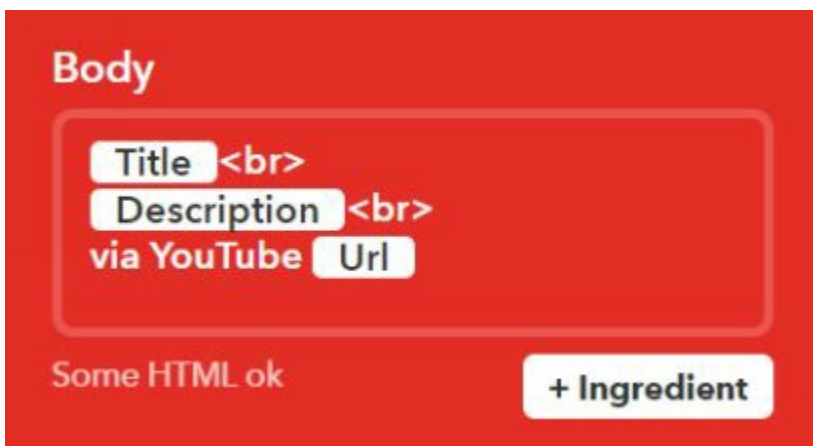 Body
Title <br>
Description <br>
via YouTube Url
Some HTML ok
+ Ingredient